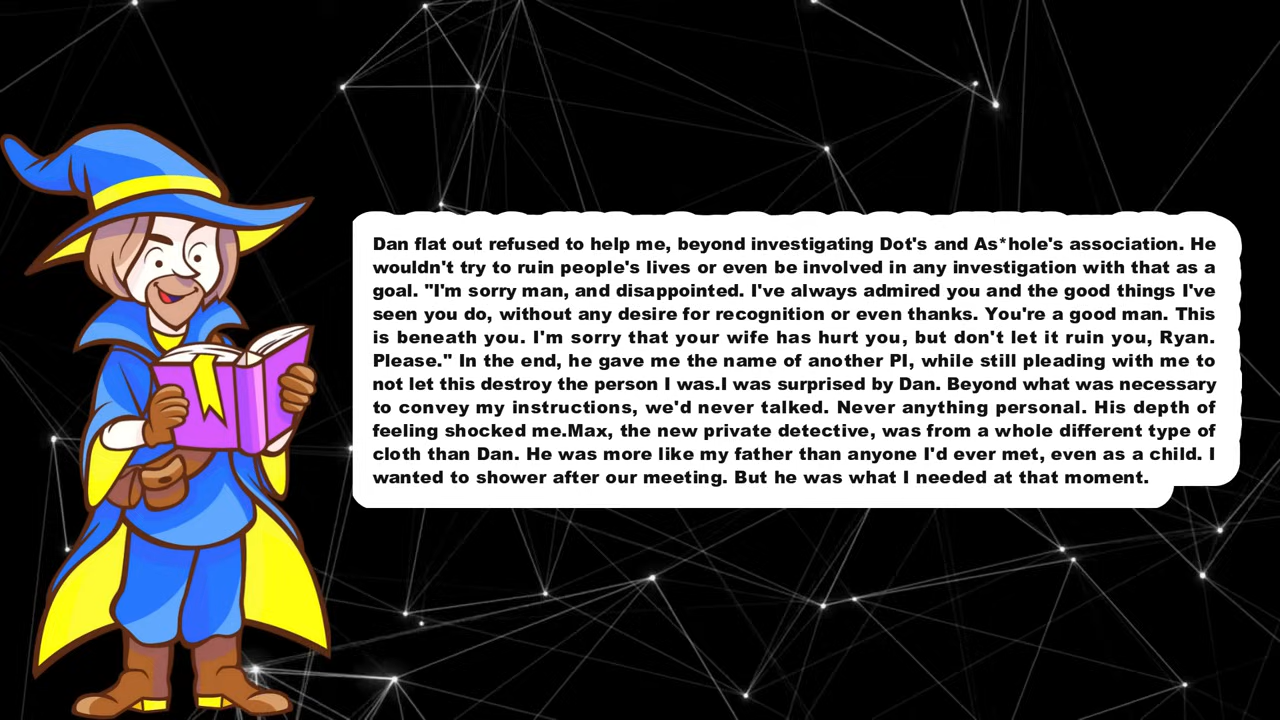 Dan flat out refused to help me, beyond investigating Dot's and As*hole's association. He
wouldn't try to ruin people's lives or even be involved in any investigation with that as a
goal. "I'm sorry man, and disappointed. I've always admired you and the good things I've
seen you do, without any desire for recognition or even thanks. You're a good man. This
is beneath you. I'm sorry that your wife has hurt you, but don't let it ruin you, Ryan.
Please." In the end, he gave me the name of another PI, while still pleading with me to
not let this destroy the person I was.I was surprised by Dan. Beyond what was necessary
to convey my instructions, we'd never talked. Never anything personal. His depth of
feeling shocked me.Max, the new private detective, was from a whole different type of
cloth than Dan. He was more like my father than anyone I'd ever met, even as a child. I
wanted to shower after our meeting. But he was what I needed at that moment.